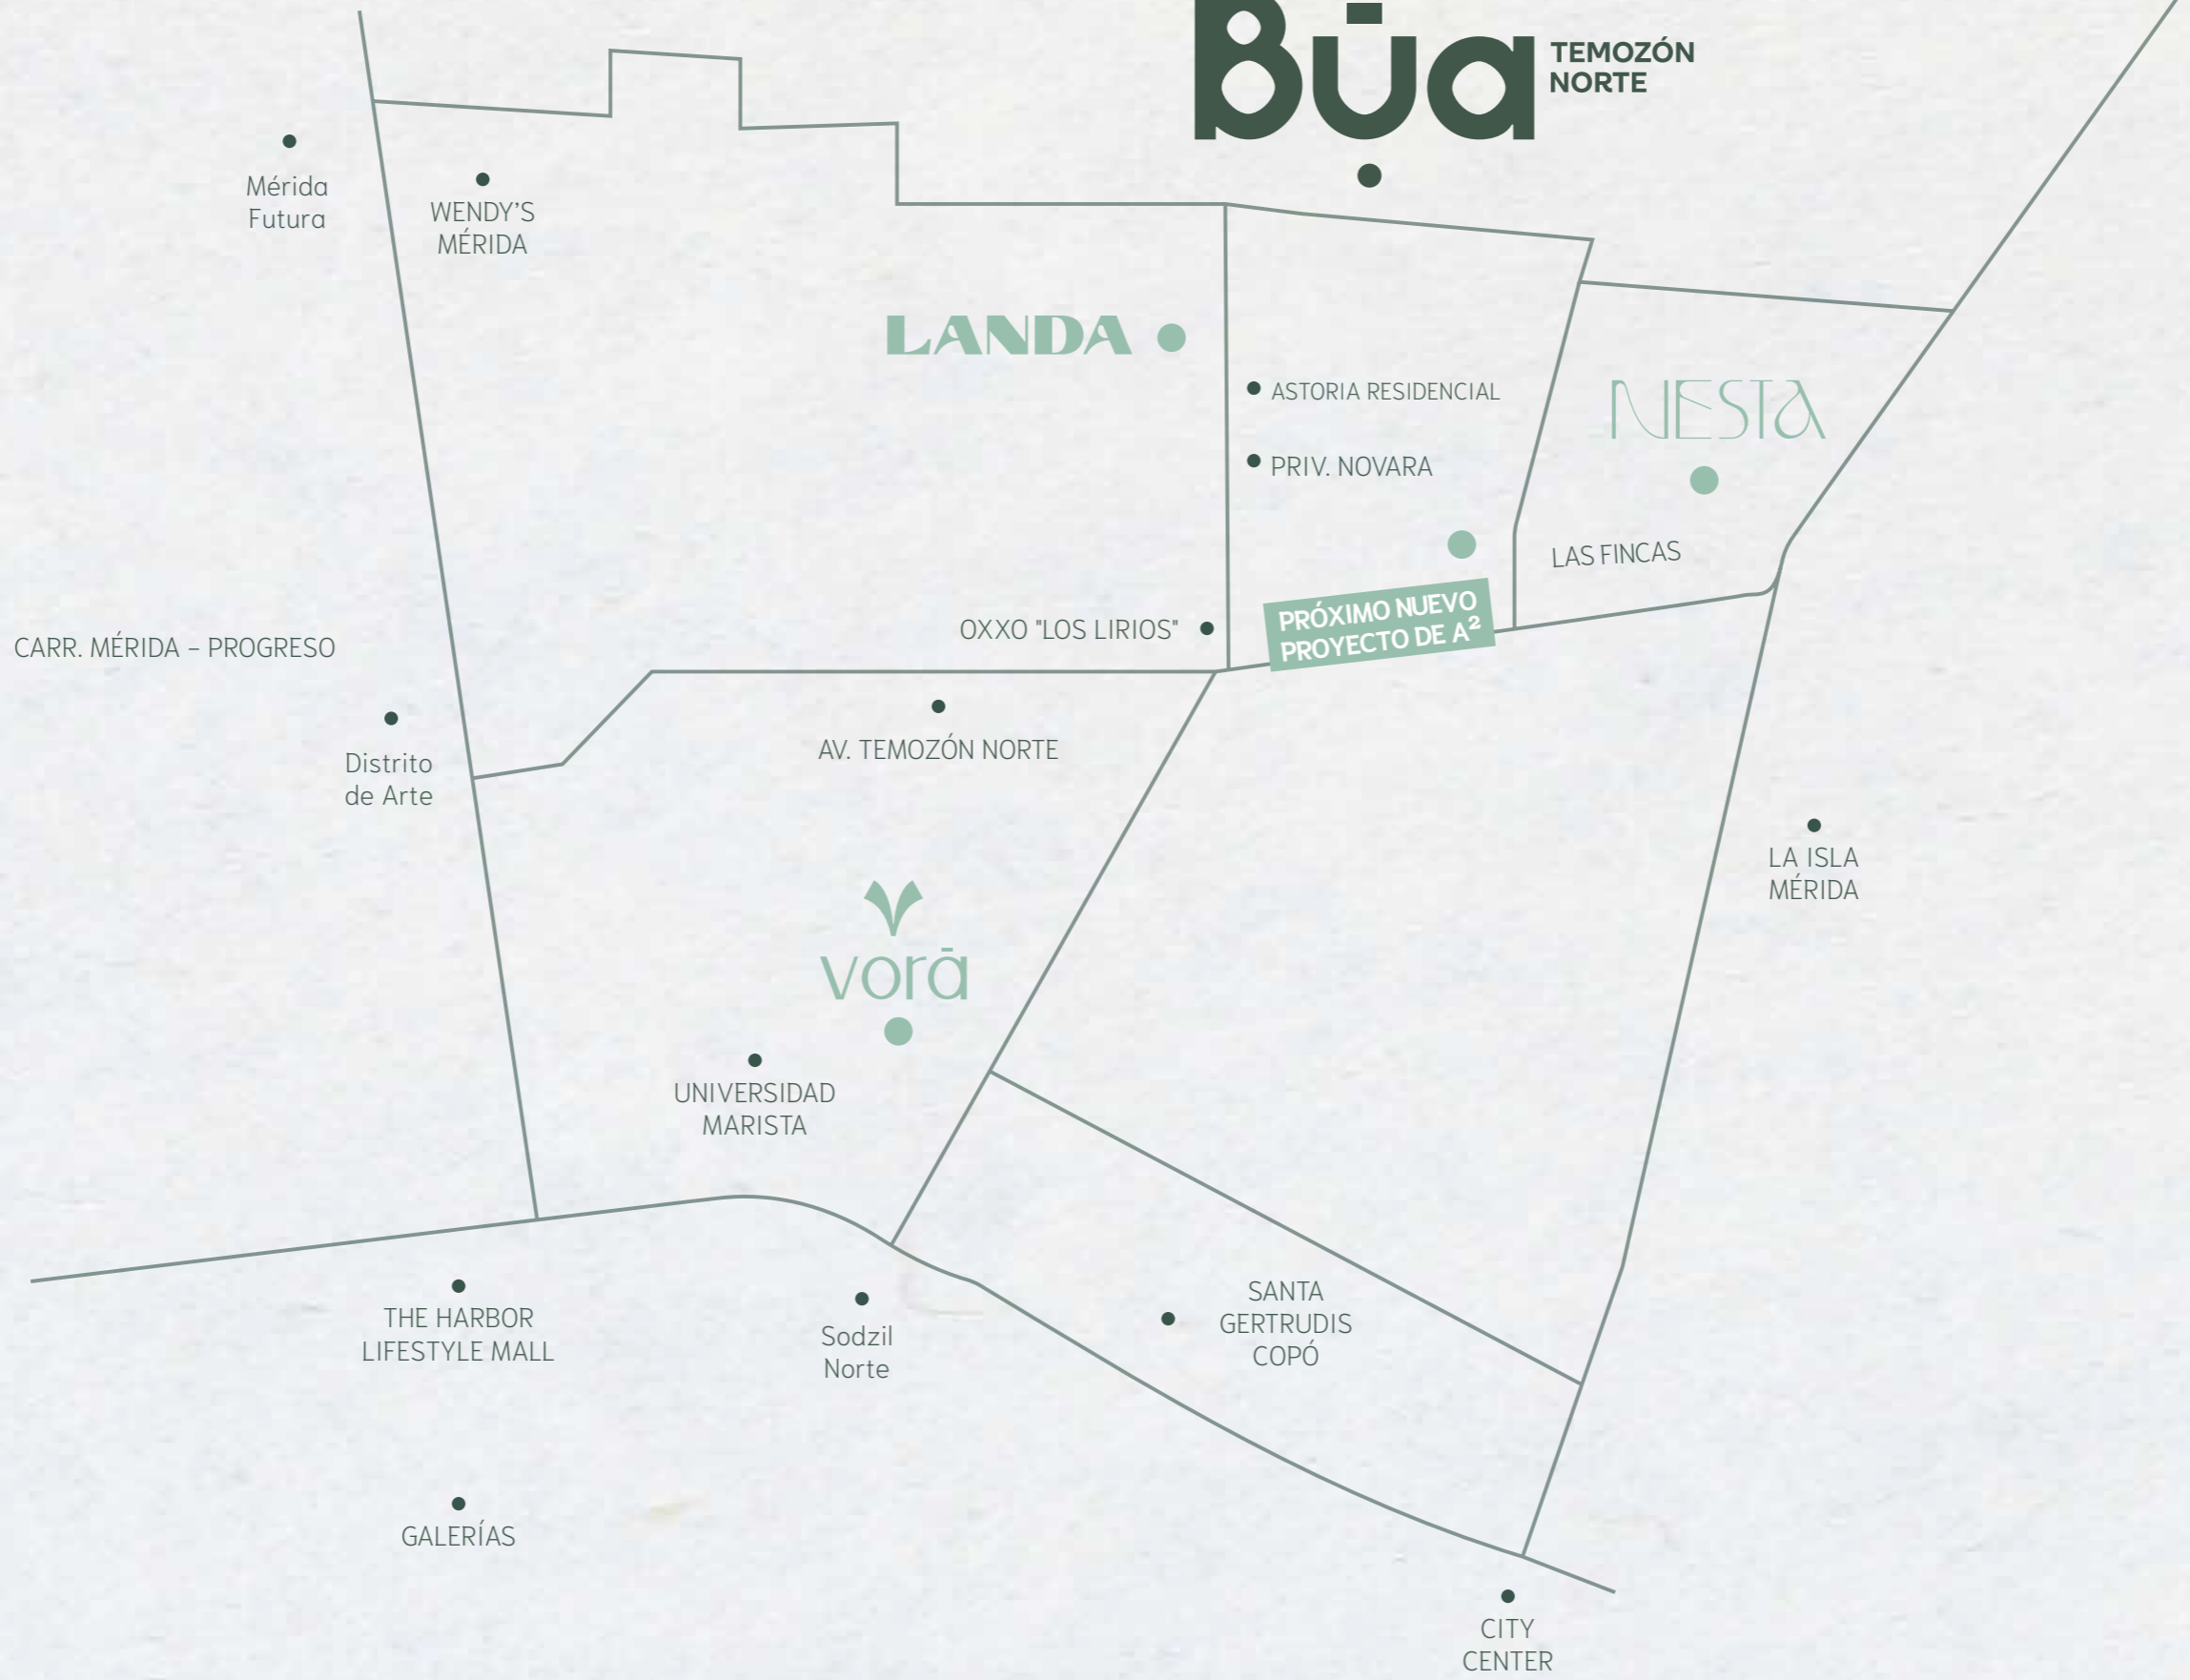 Būa
TEMOZÓN
NORTE
Mérida
Futura
WENDY'S
MÉRIDA
LANDA
ASTORIA RESIDENCIAL
NESTA
PRIV. NOVARA
LAS FINCAS
PRÓXIMO NUEVO
PROYECTO DE A²
OXXO "LOS LIRIOS"
CARR. MÉRIDA – PROGRESO
AV. TEMOZÓN NORTE
Distrito
de Arte
LA ISLA
MÉRIDA
vorā
UNIVERSIDAD
MARISTA
THE HARBOR
LIFESTYLE MALL
Sodzil
Norte
SANTA
GERTRUDIS
COPÓ
GALERÍAS
CITY
CENTER